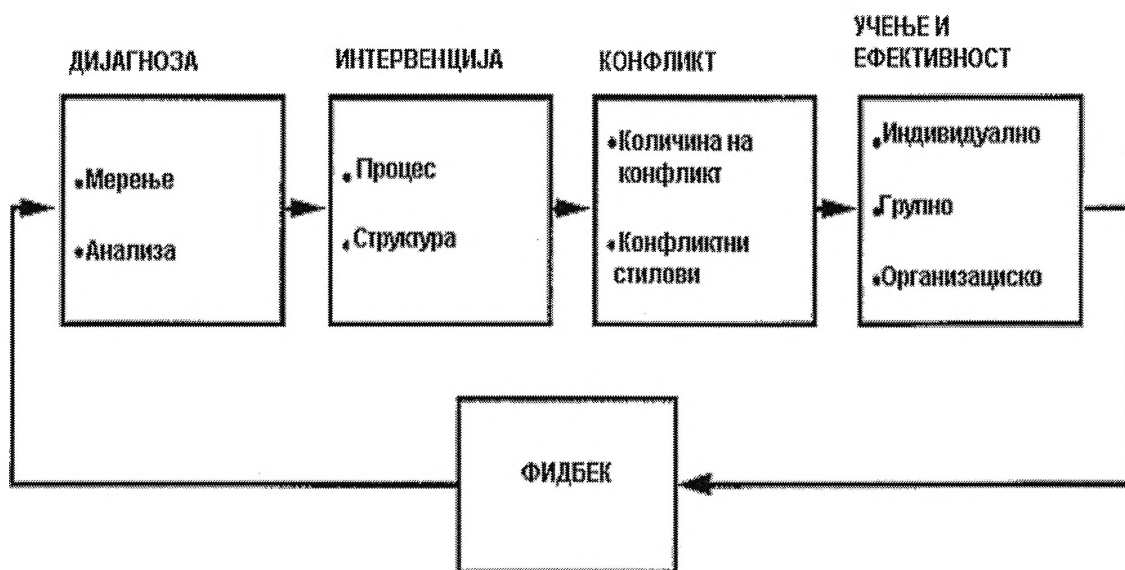 ДИЈАГНОЗА
• Мерење
• Анализа
ИНТЕРВЕНЦИЈА
• Процес
• Структура
КОНФЛИКТ
• Количина на
конфликт
• Конфликтни
стилови
УЧЕЊЕ И
ЕФЕКТИВНОСТ
• Индивидуално
• Групно
• Организациско
ФИДБЕК